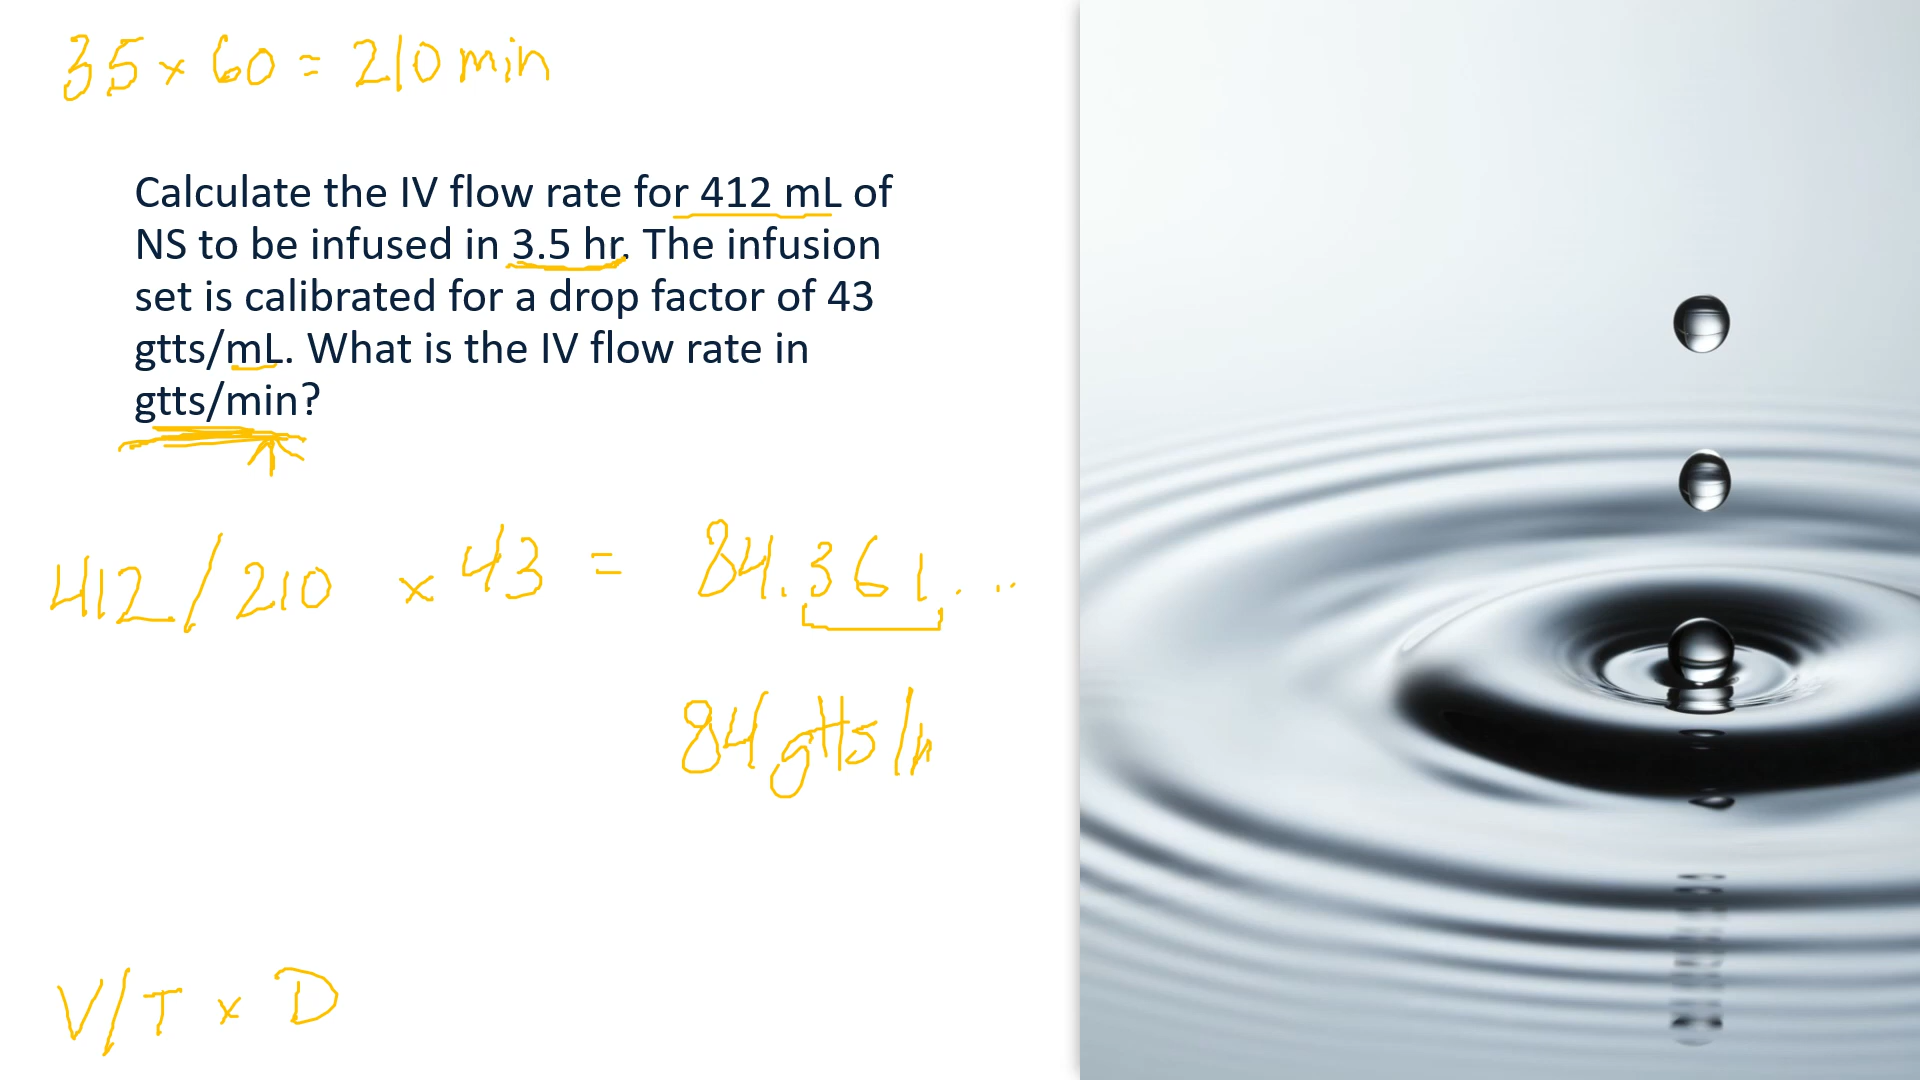 35 × 60 = 210 min
Calculate the IV flow rate for 412 mL of
NS to be infused in 3.5 hr. The infusion
set is calibrated for a drop factor of 43
gtts/mL. What is the IV flow rate in
gtts/min?
412 / 210 × 43 = 84.361...
84 gtts/
V/T × D